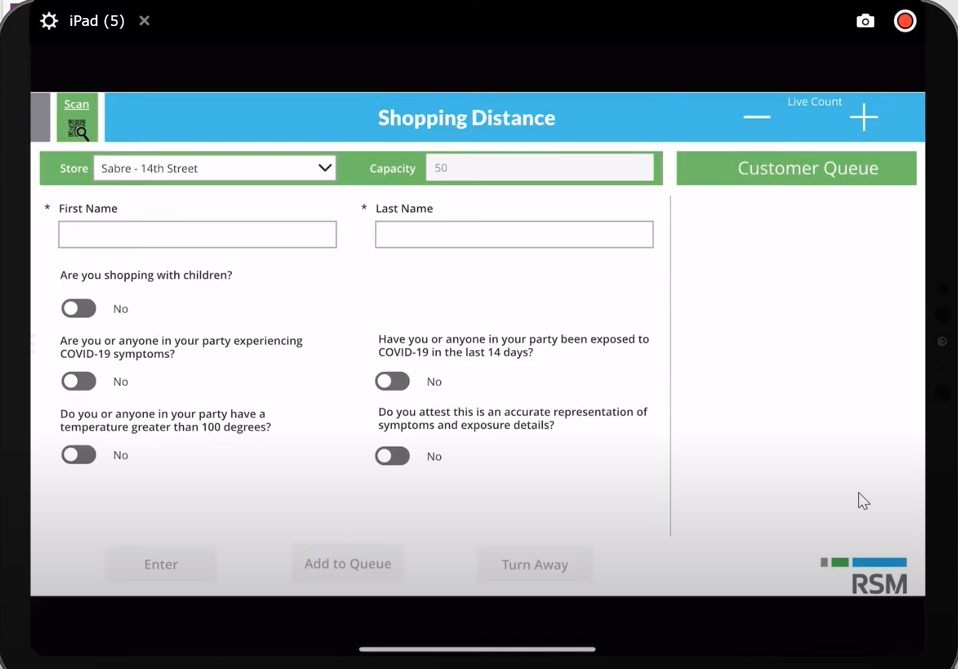 iPad (5)
Scan
Shopping Distance
Live Count
Store
Sabre - 14th Street
Capacity
50
Customer Queue
* First Name
* Last Name
Are you shopping with children?
No
Are you or anyone in your party experiencing
COVID-19 symptoms?
No
Have you or anyone in your party been exposed to
COVID-19 in the last 14 days?
No
Do you or anyone in your party have a
temperature greater than 100 degrees?
No
Do you attest this is an accurate representation of
symptoms and exposure details?
No
Enter
Add to Queue
Turn Away
RSM